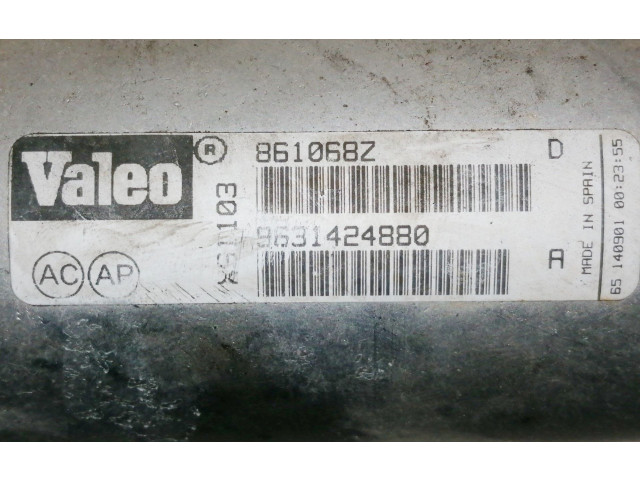 Valeo ®
861068Z D
9631424880 A
AC AP
MADE IN SPAIN
65 140901 00:23:55